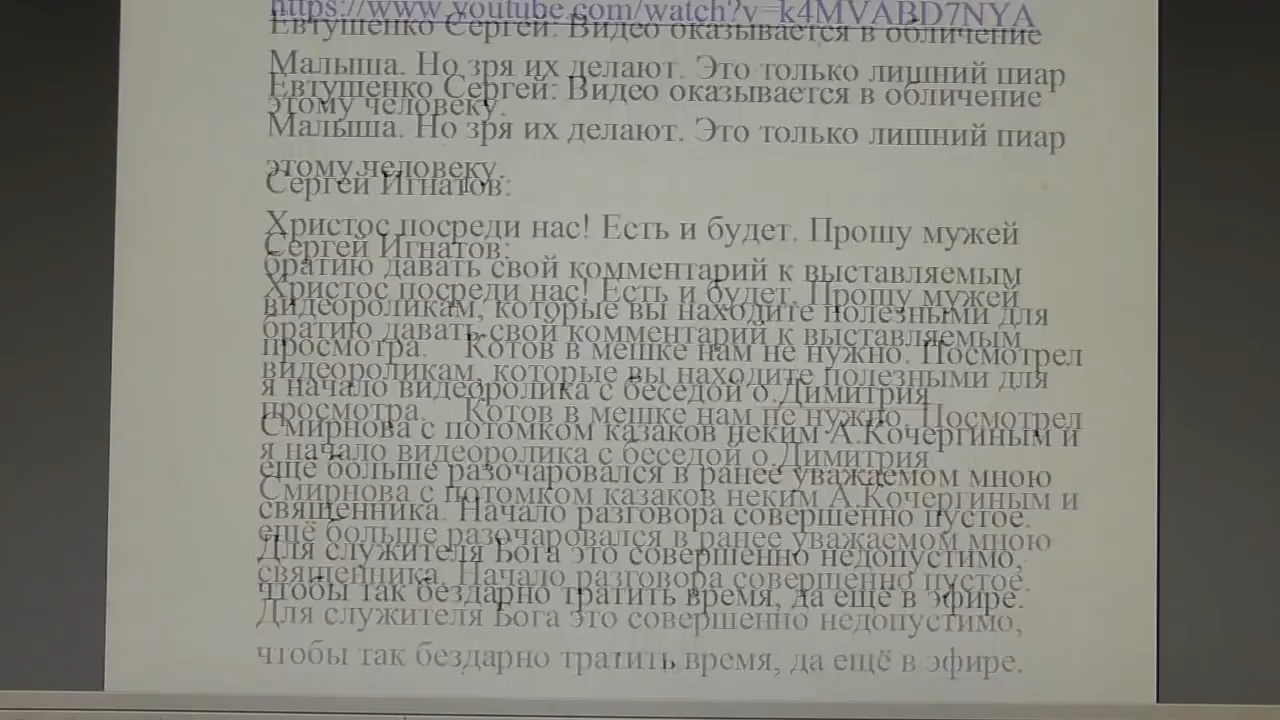 https://www.youtube.com/watch?v=k4MVABD7NYA
Евтушенко Сергей: Видео оказывается в обличение
Малыша. Но зря их делают. Это только лишний пиар
этому человеку.
Сергей Игнатов:
Христос посреди нас! Есть и будет. Прошу мужей
братию давать свой комментарий к выставляемым
видеороликам, которые вы находите полезными для
просмотра. Котов в мешке нам не нужно. Посмотрел
я начало видеоролика с беседой о.Димитрия
Смирнова с потомком казаков неким А.Кочергиным и
ещё больше разочаровался в ранее уважаемом мною
священника. Начало разговора совершенно пустое.
Для служителя Бога это совершенно недопустимо,
чтобы так бездарно тратить время, да ещё в эфире.